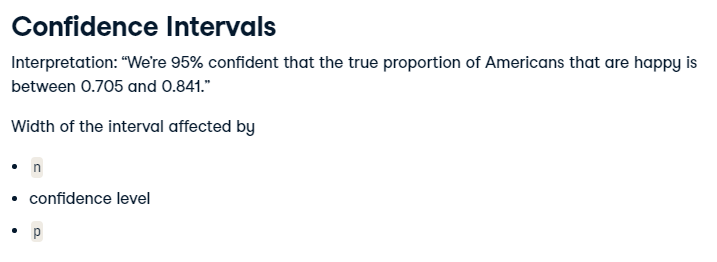 Confidence Intervals
Interpretation: “We’re 95% confident that the true proportion of Americans that are happy is
between 0.705 and 0.841.”
Width of the interval affected by
• n
• confidence level
• p